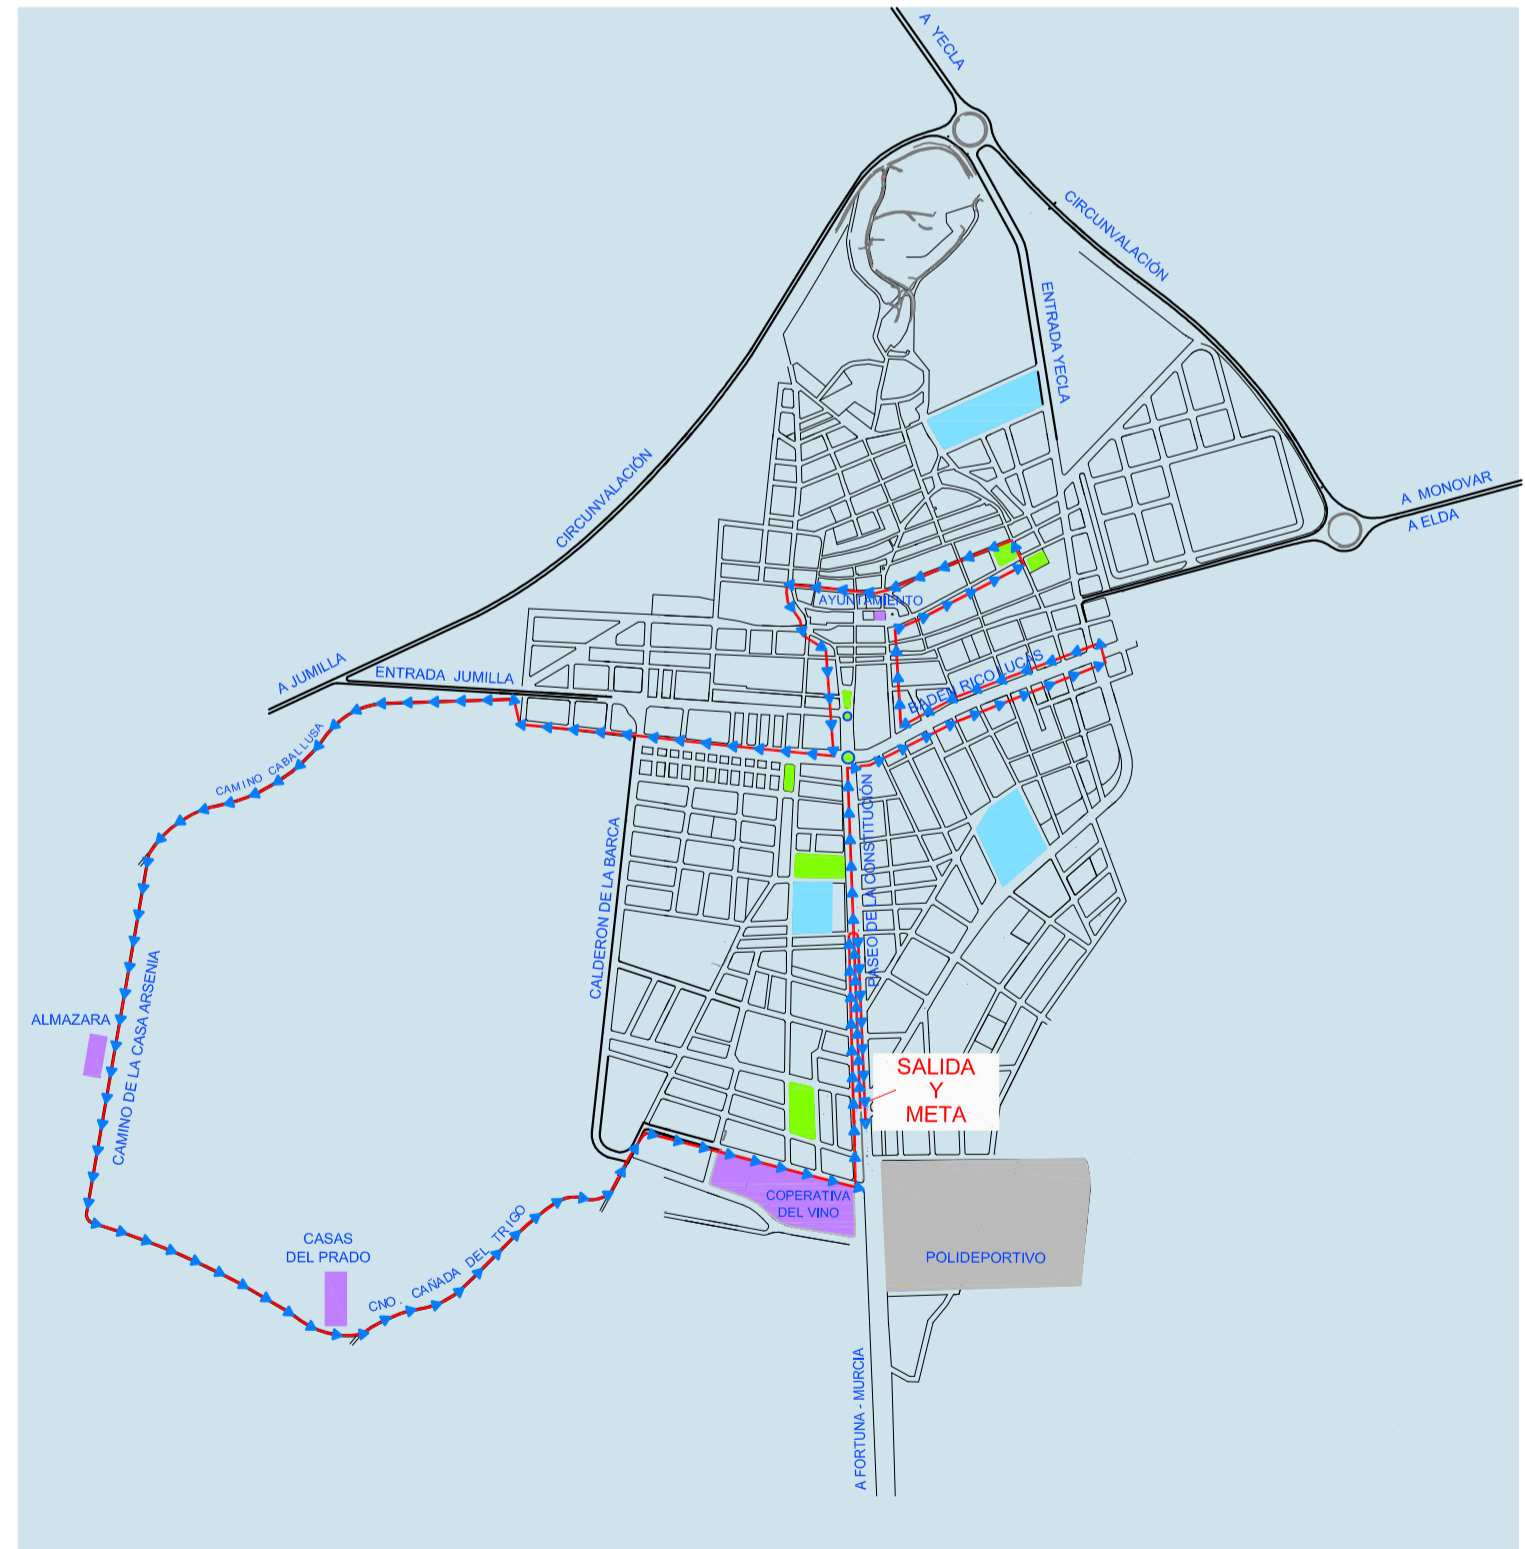 A YECLA
CIRCUNVALACIÓN
ENTRADA YECLA
CIRCUNVALACIÓN
A MONOVAR
A ELDA
AYUNTAMIENTO
BADEN RICO LUCAS
A JUMILLA
ENTRADA JUMILLA
CAMINO CABALLUSA
PASEO DE LA CONSTITUCIÓN
CALDERON DE LA BARCA
CAMINO DE LA CASA ARSENIA
ALMAZARA
SALIDA
Y
META
COPERATIVA
DEL VINO
CASAS
DEL PRADO
CNO. CAÑADA DEL TRIGO
POLIDEPORTIVO
A FORTUNA - MURCIA